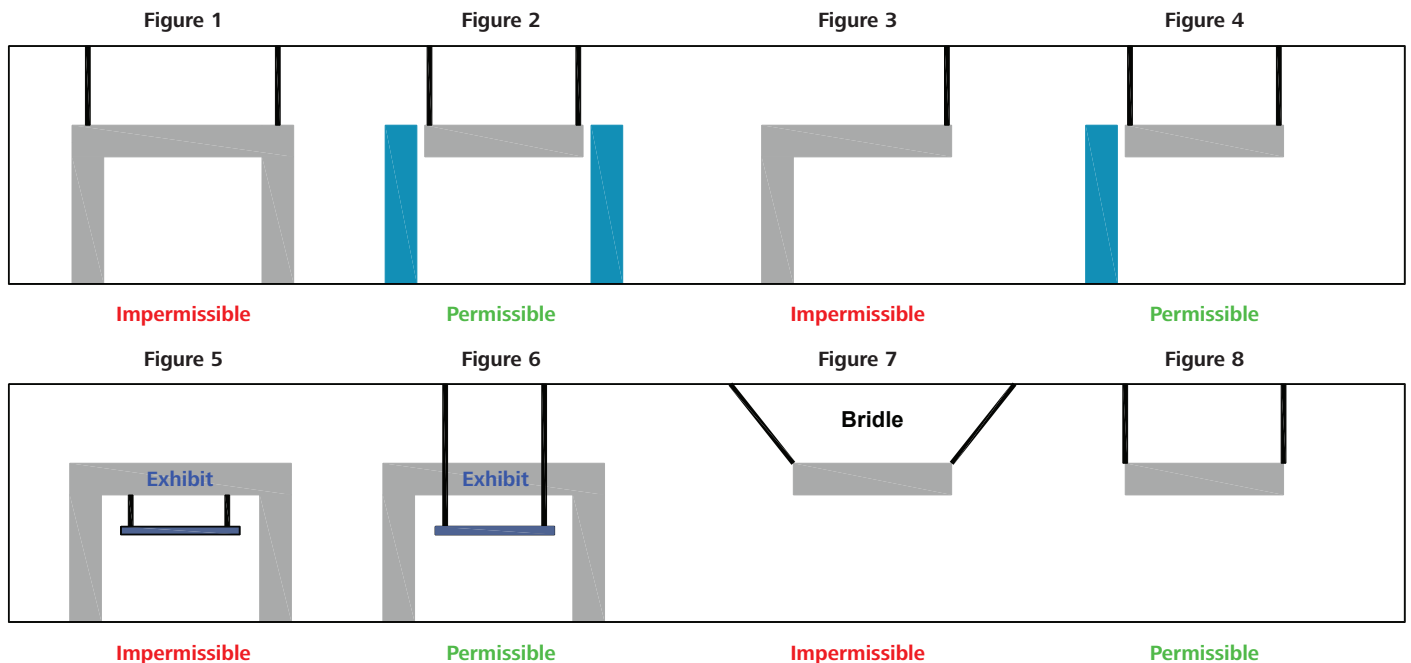 Figure 1 Figure 2 Figure 3 Figure 4
Impermissible Permissible Impermissible Permissible
Figure 5 Figure 6 Figure 7 Figure 8
Bridle
Exhibit Exhibit
Impermissible Permissible Impermissible Permissible